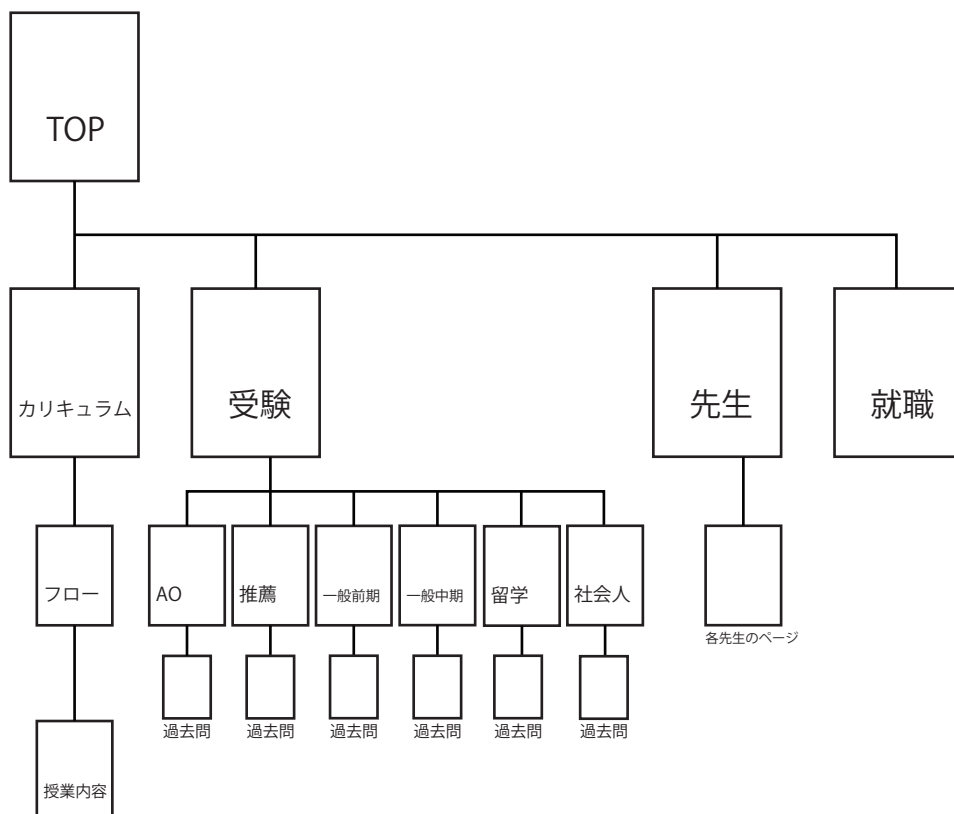 TOP
カリキュラム
受験
先生
就職
フロー
AO
推薦
一般前期
一般中期
留学
社会人
各先生のページ
過去問
過去問
過去問
過去問
過去問
過去問
授業内容